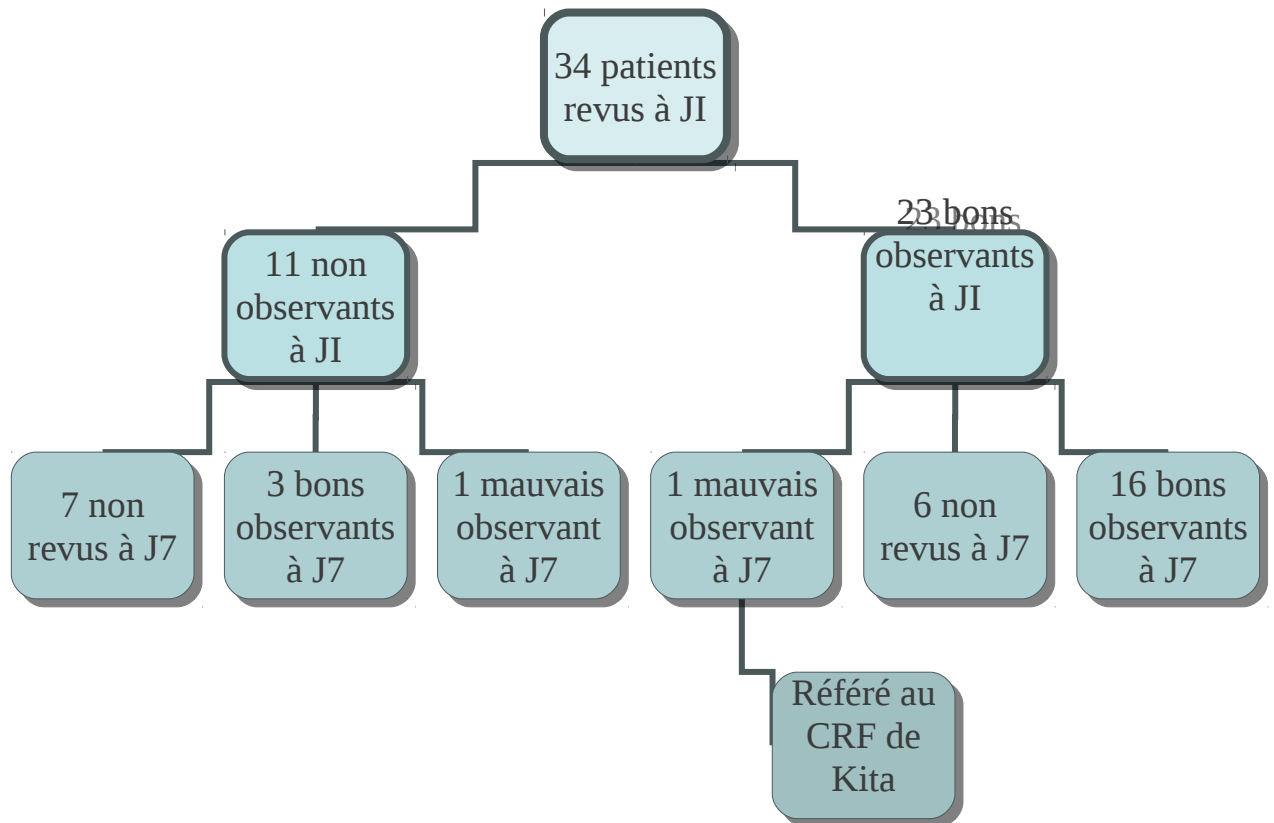 34 patients
revus à JI
11 non
observants
à JI
23 bons
observants
à JI
7 non
revus à J7
3 bons
observants
à J7
1 mauvais
observant
à J7
1 mauvais
observant
à J7
6 non
revus à J7
16 bons
observants
à J7
Référé au
CRF de
Kita